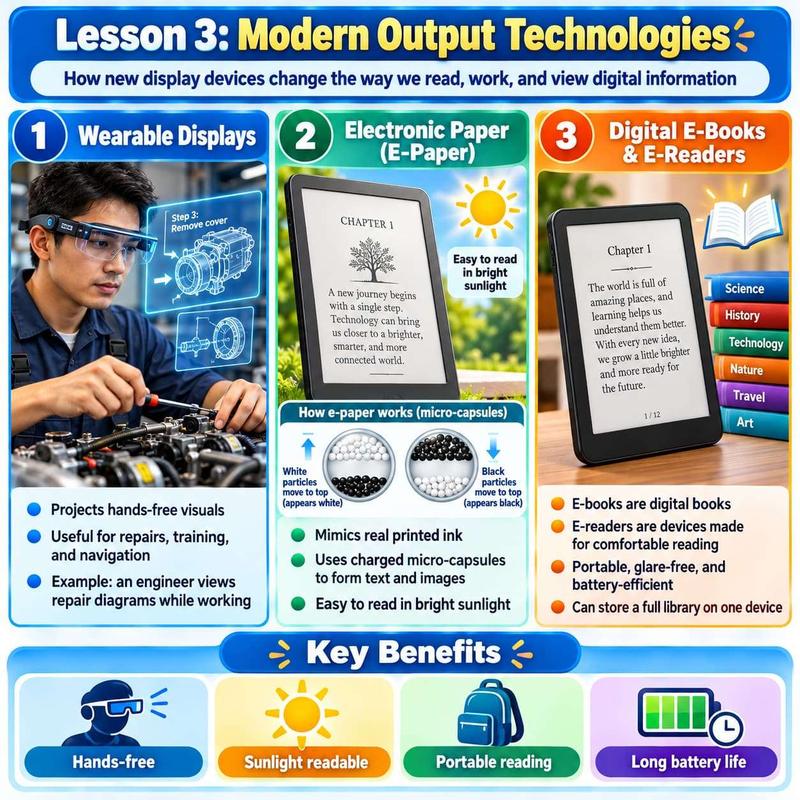 Lesson 3: Modern Output Technologies
How new display devices change the way we read, work, and view digital information
1 Wearable Displays
Step 3:
Remove cover
Projects hands-free visuals
Useful for repairs, training,
and navigation
Example: an engineer views
repair diagrams while working
2 Electronic Paper
(E-Paper)
CHAPTER 1
A new journey begins
with a single step.
Technology can bring
us closer to a brighter,
smarter, and more
connected world.
Easy to read
in bright
sunlight
How e-paper works (micro-capsules)
White
particles
move to top
(appears white)
Black
particles
move to top
(appears black)
Mimics real printed ink
Uses charged micro-capsules
to form text and images
Easy to read in bright sunlight
3 Digital E-Books
& E-Readers
Chapter 1
The world is full of
amazing places, and
learning helps us
understand them better.
With every new idea,
we grow a little brighter
and more ready for
the future.
1 / 12
Science
History
Technology
Nature
Travel
Art
E-books are digital books
E-readers are devices made
for comfortable reading
Portable, glare-free, and
battery-efficient
Can store a full library on one device
Key Benefits
Hands-free
Sunlight readable
Portable reading
Long battery life